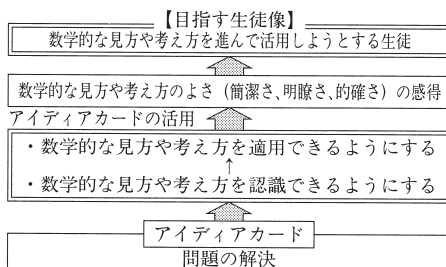 【目指す生徒像】
数学的な見方や考え方を進んで活用しようとする生徒
数学的な見方や考え方のよさ(簡潔さ、明瞭さ、的確さ)の感得
アイディアカードの活用
・数学的な見方や考え方を適用できるようにする
↑
・数学的な見方や考え方を認識できるようにする
アイディアカード
問題の解決